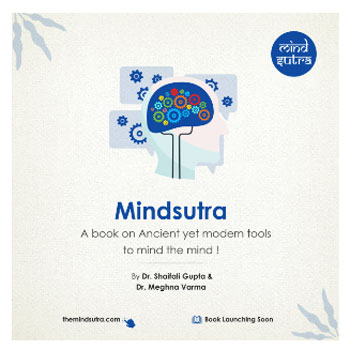 mind
sutra
Mindsutra
A book on Ancient yet modern tools
to mind the mind !
By Dr. Shaifali Gupta &
Dr. Meghna Varma
themindsutra.com
Book Launching Soon